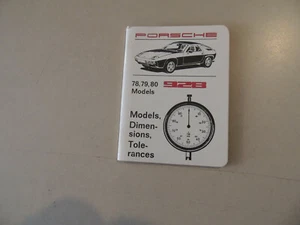 PORSCHE
78,79,80
Models
928
Models,
Dimen-
sions,
Tole-
rances